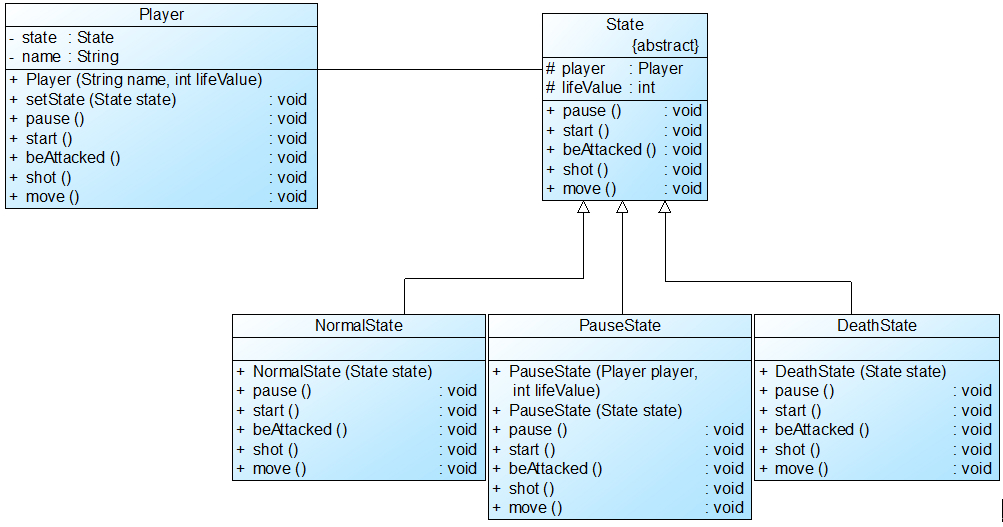 Player
- state : State
- name : String
+ Player (String name, int lifeValue)
+ setState (State state) : void
+ pause () : void
+ start () : void
+ beAttacked () : void
+ shot () : void
+ move () : void
State
{abstract}
# player : Player
# lifeValue : int
+ pause () : void
+ start () : void
+ beAttacked () : void
+ shot () : void
+ move () : void
NormalState
+ NormalState (State state)
+ pause () : void
+ start () : void
+ beAttacked () : void
+ shot () : void
+ move () : void
PauseState
+ PauseState (Player player,
int lifeValue)
+ PauseState (State state)
+ pause () : void
+ start () : void
+ beAttacked () : void
+ shot () : void
+ move () : void
DeathState
+ DeathState (State state)
+ pause () : void
+ start () : void
+ beAttacked () : void
+ shot () : void
+ move () : void